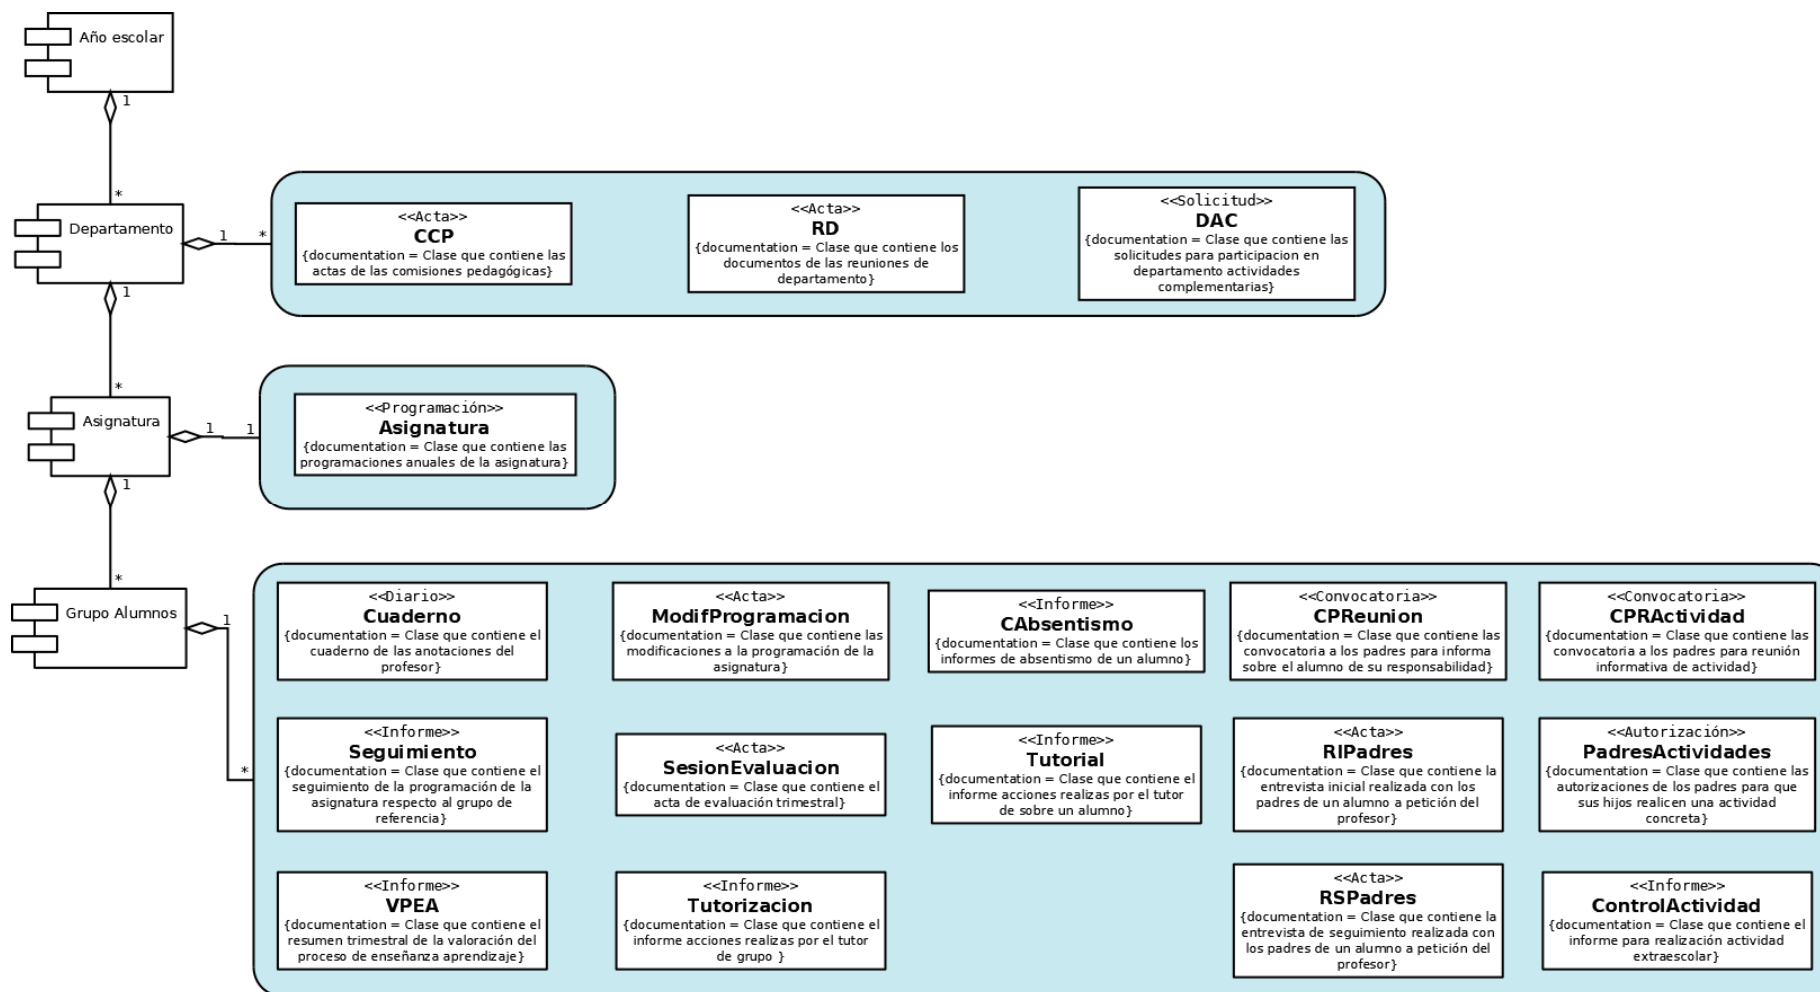 Año escolar
1
*
Departamento
1
*
1
<<Acta>>
CCP
{documentation = Clase que contiene las
actas de las comisiones pedagógicas}
<<Acta>>
RD
{documentation = Clase que contiene los
documentos de las reuniones de
departamento}
<<Solicitud>>
DAC
{documentation = Clase que contiene las
solicitudes para participacion en
departamento actividades
complementarias}
*
Asignatura
1
1
1
<<Programación>>
Asignatura
{documentation = Clase que contiene las
programaciones anuales de la asignatura}
*
Grupo Alumnos
1
*
<<Diario>>
Cuaderno
{documentation = Clase que contiene el
cuaderno de las anotaciones del
profesor}
<<Acta>>
ModifProgramacion
{documentation = Clase que contiene las
modificaciones a la programación de la
asignatura}
<<Informe>>
CAbsentismo
{documentation = Clase que contiene los
informes de absentismo de un alumno}
<<Convocatoria>>
CPReunion
{documentation = Clase que contiene las
convocatoria a los padres para informa
sobre el alumno de su responsabilidad}
<<Convocatoria>>
CPRActividad
{documentation = Clase que contiene las
convocatoria a los padres para reunión
informativa de actividad}
<<Informe>>
Seguimiento
{documentation = Clase que contiene el
seguimiento de la programación de la
asignatura respecto al grupo de
referencia}
<<Acta>>
SesionEvaluacion
{documentation = Clase que contiene el
acta de evaluación trimestral}
<<Informe>>
Tutorial
{documentation = Clase que contiene el
informe acciones realizas por el tutor
de sobre un alumno}
<<Acta>>
RIPadres
{documentation = Clase que contiene la
entrevista inicial realizada con los
padres de un alumno a petición del
profesor}
<<Autorización>>
PadresActividades
{documentation = Clase que contiene las
autorizaciones de los padres para que
sus hijos realicen una actividad
concreta}
<<Informe>>
VPEA
{documentation = Clase que contiene el
resumen trimestral de la valoración del
proceso de enseñanza aprendizaje}
<<Informe>>
Tutorizacion
{documentation = Clase que contiene el
informe acciones realizas por el tutor
de grupo }
<<Acta>>
RSPadres
{documentation = Clase que contiene la
entrevista de seguimiento realizada con
los padres de un alumno a petición del
profesor}
<<Informe>>
ControlActividad
{documentation = Clase que contiene el
informe para realización actividad
extraescolar}